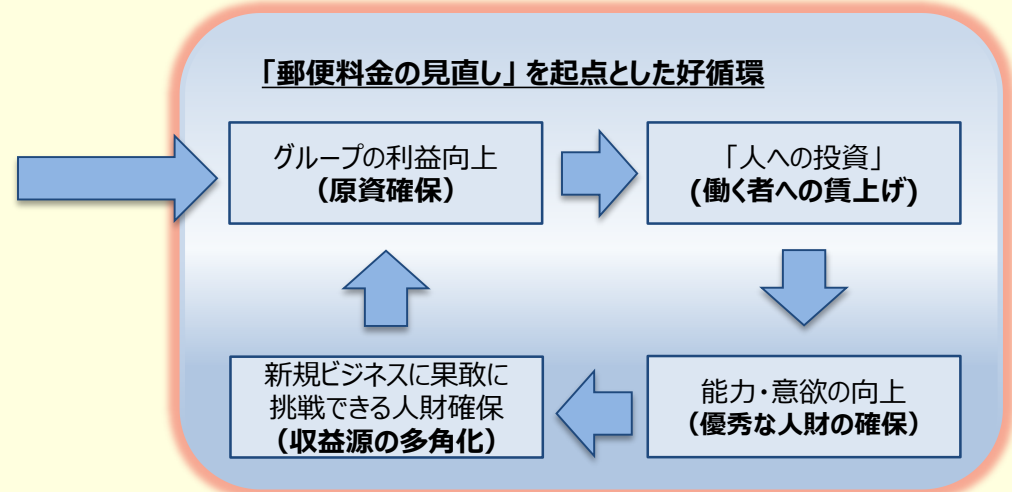 「郵便料金の見直し」を起点とした好循環
グループの利益向上
（原資確保）
「人への投資」
(働く者への賃上げ)
能力・意欲の向上
（優秀な人財の確保）
新規ビジネスに果敢に
挑戦できる人財確保
（収益源の多角化）